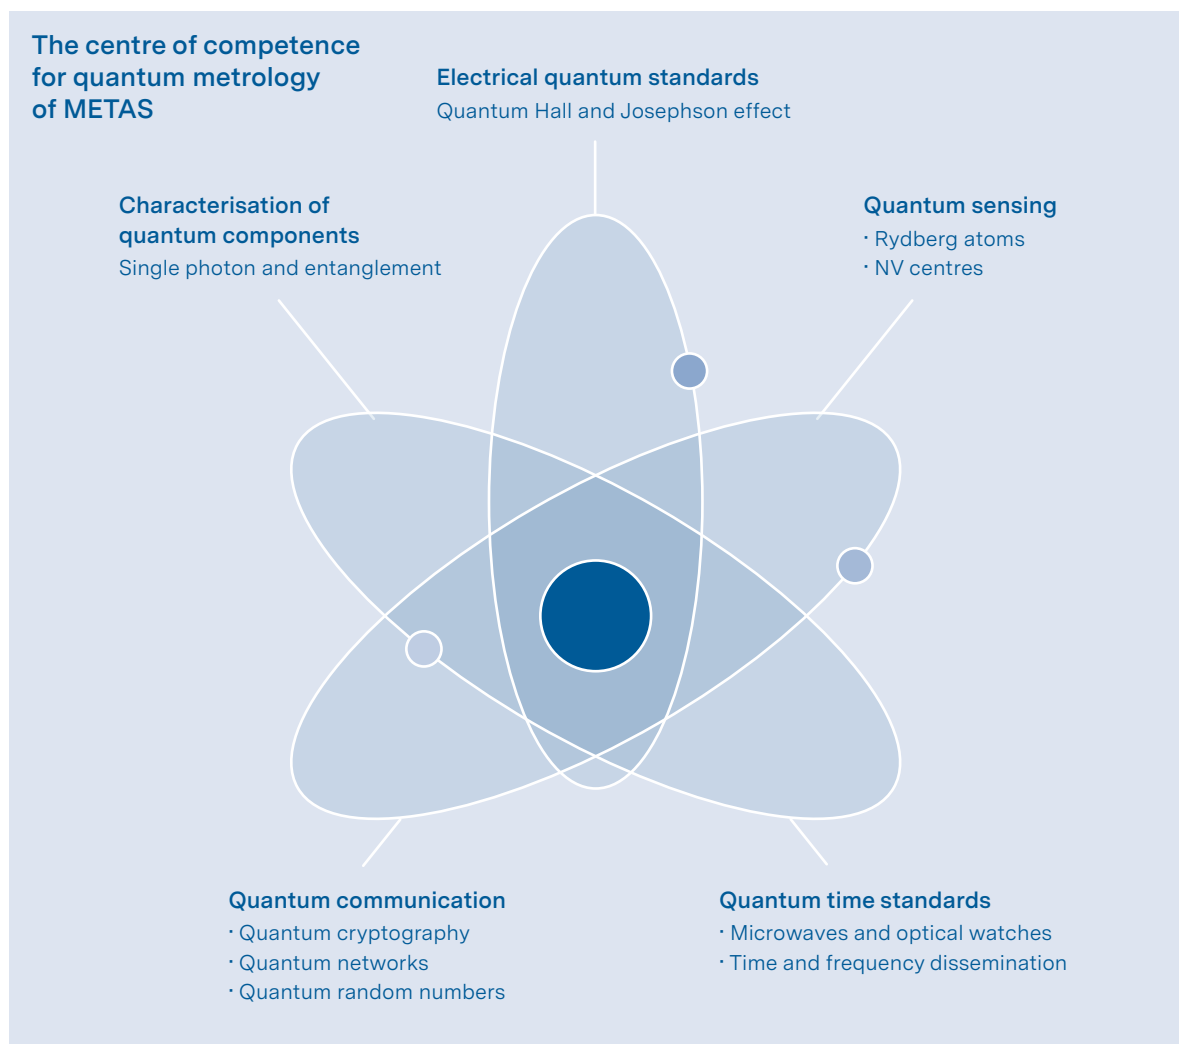 The centre of competence
for quantum metrology
of METAS
Electrical quantum standards
Quantum Hall and Josephson effect
Characterisation of
quantum components
Single photon and entanglement
Quantum sensing
· Rydberg atoms
· NV centres
Quantum communication
· Quantum cryptography
· Quantum networks
· Quantum random numbers
Quantum time standards
· Microwaves and optical watches
· Time and frequency dissemination